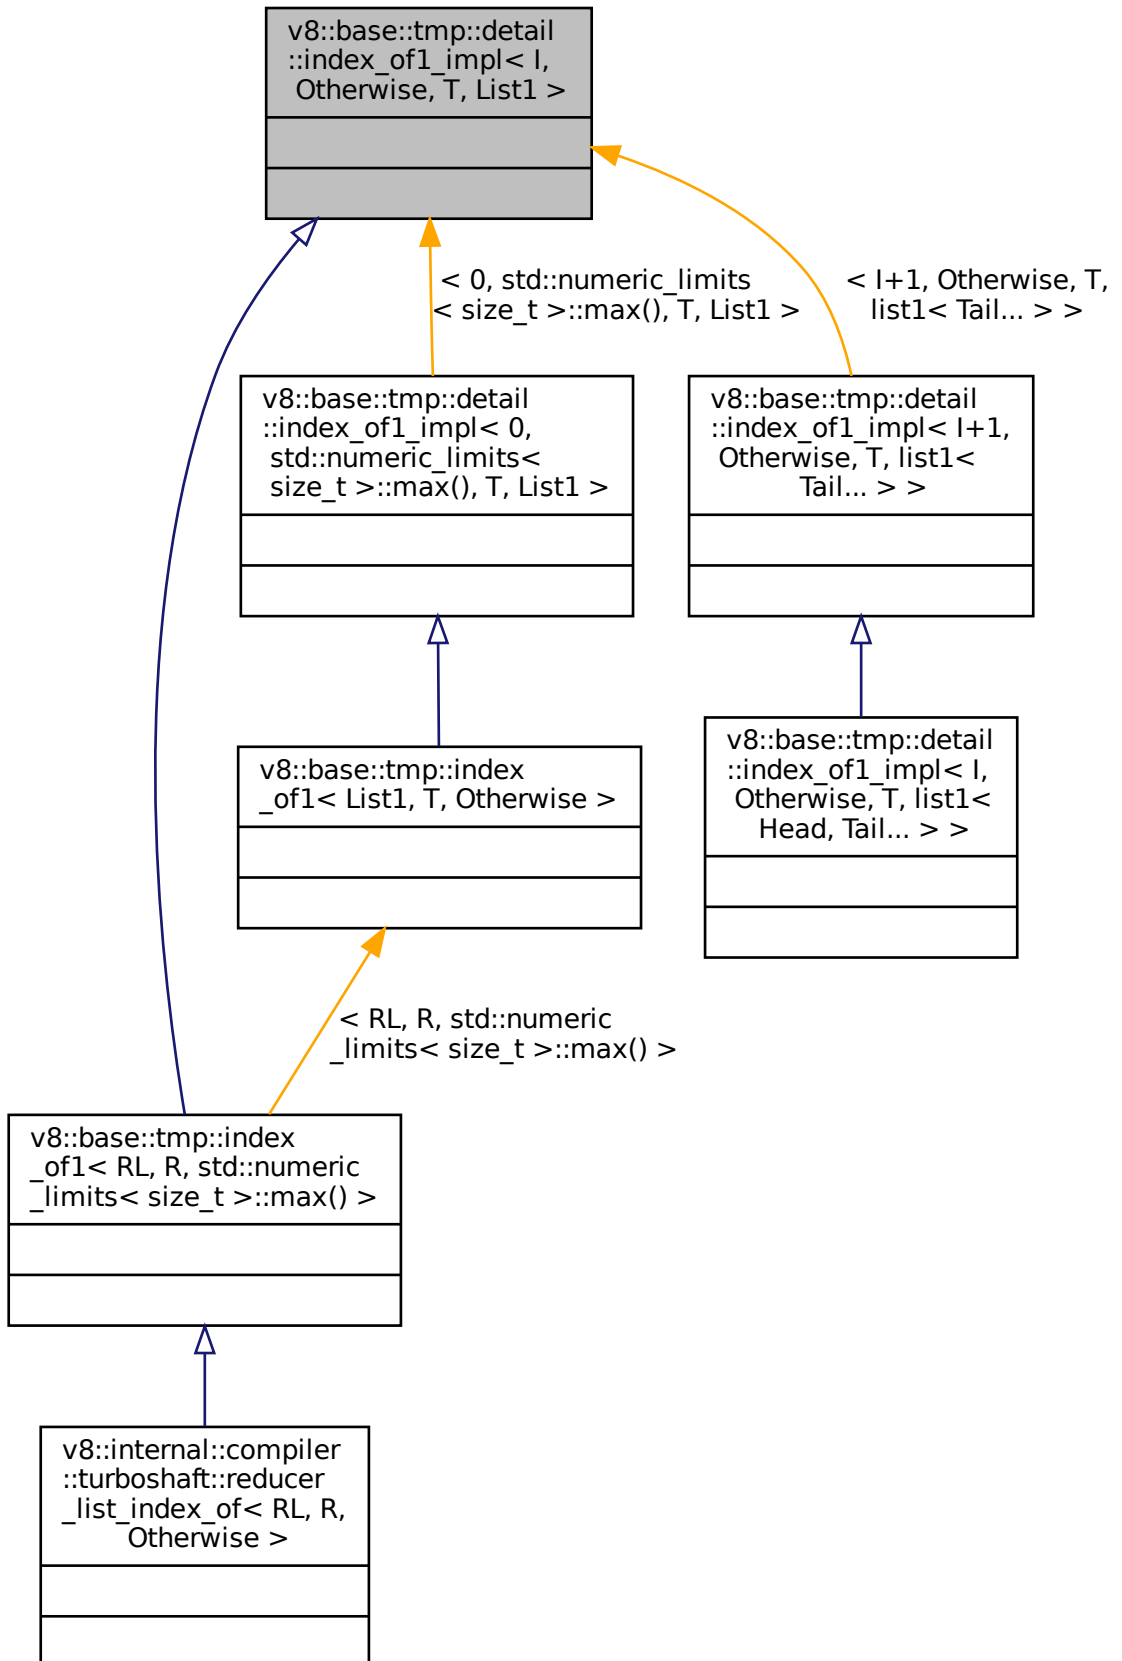 v8::base::tmp::detail
::index_of1_impl< I,
Otherwise, T, List1 >
< 0, std::numeric_limits
< size_t >::max(), T, List1 >
< I+1, Otherwise, T,
list1< Tail... > >
v8::base::tmp::detail
::index_of1_impl< 0,
std::numeric_limits<
size_t >::max(), T, List1 >
v8::base::tmp::detail
::index_of1_impl< I+1,
Otherwise, T, list1<
Tail... > >
v8::base::tmp::index
_of1< List1, T, Otherwise >
v8::base::tmp::detail
::index_of1_impl< I,
Otherwise, T, list1<
Head, Tail... > >
< RL, R, std::numeric
_limits< size_t >::max() >
v8::base::tmp::index
_of1< RL, R, std::numeric
_limits< size_t >::max() >
v8::internal::compiler
::turboshaft::reducer
_list_index_of< RL, R,
Otherwise >